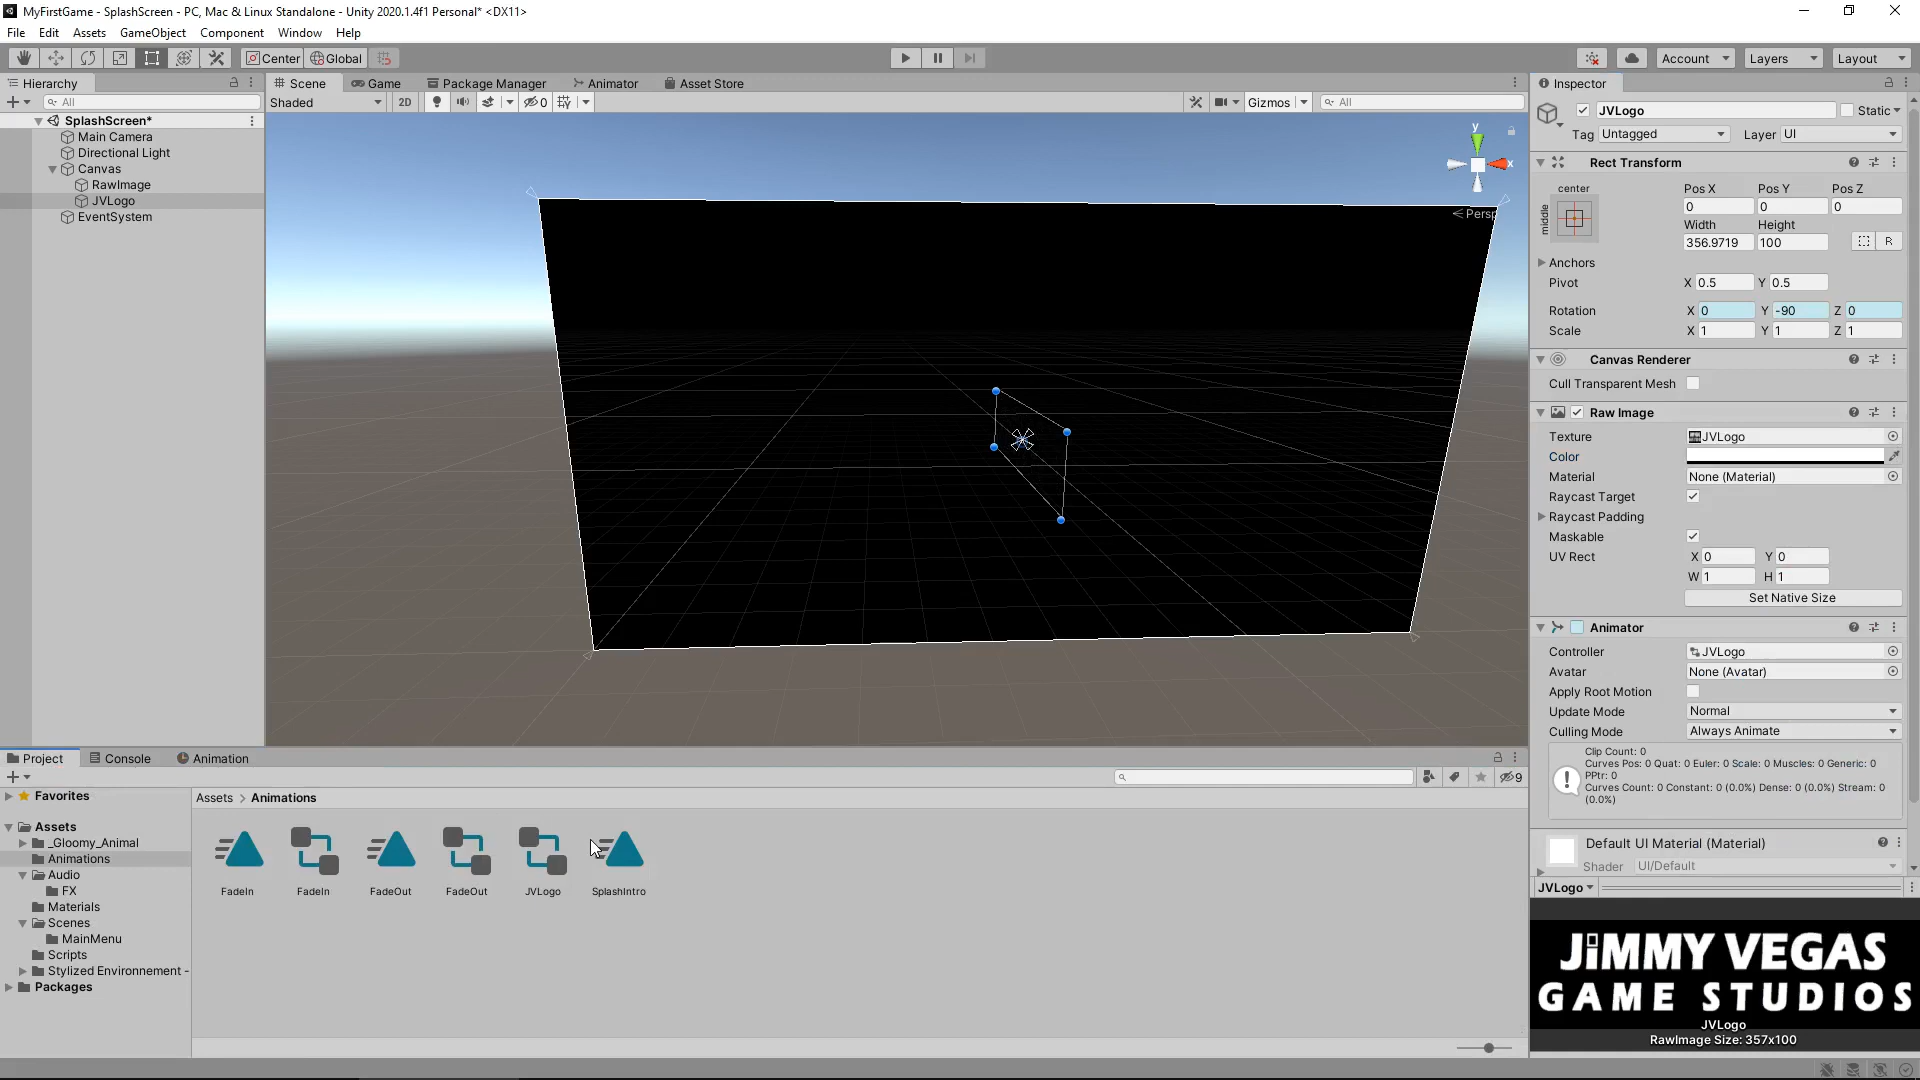 MyFirstGame - SplashScreen - PC, Mac & Linux Standalone - Unity 2020.1.4f1 Personal* <DX11>
File Edit Assets GameObject Component Window Help
Center Global
Account Layers Layout
Hierarchy
All
SplashScreen*
Main Camera
Directional Light
Canvas
RawImage
JVLogo
EventSystem
Scene Game Package Manager Animator Asset Store
Shaded 2D 0 Gizmos All
y
x
Persp
Inspector
JVLogo Static
Tag Untagged Layer UI
Rect Transform
center Pos X Pos Y Pos Z
middle 0 0 0
Width Height
356.9719 100 R
Anchors
Pivot X 0.5 Y 0.5
Rotation X 0 Y -90 Z 0
Scale X 1 Y 1 Z 1
Canvas Renderer
Cull Transparent Mesh
Raw Image
Texture JVLogo
Color
Material None (Material)
Raycast Target
Raycast Padding
Maskable
UV Rect X 0 Y 0
W 1 H 1
Set Native Size
Animator
Controller JVLogo
Avatar None (Avatar)
Apply Root Motion
Update Mode Normal
Culling Mode Always Animate
Clip Count: 0
Curves Pos: 0 Quat: 0 Euler: 0 Scale: 0 Muscles: 0 Generic: 0
PPtr: 0
Curves Count: 0 Constant: 0 (0.0%) Dense: 0 (0.0%) Stream: 0
(0.0%)
Default UI Material (Material)
Shader UI/Default
JVLogo
JIMMY VEGAS
GAME STUDIOS
JVLogo
RawImage Size: 357x100
Project Console Animation
9
Favorites
Assets
_Gloomy_Animal
Animations
Audio
FX
Materials
Scenes
MainMenu
Scripts
Stylized Environnement -
Packages
Assets > Animations
FadeIn FadeIn FadeOut FadeOut JVLogo SplashIntro